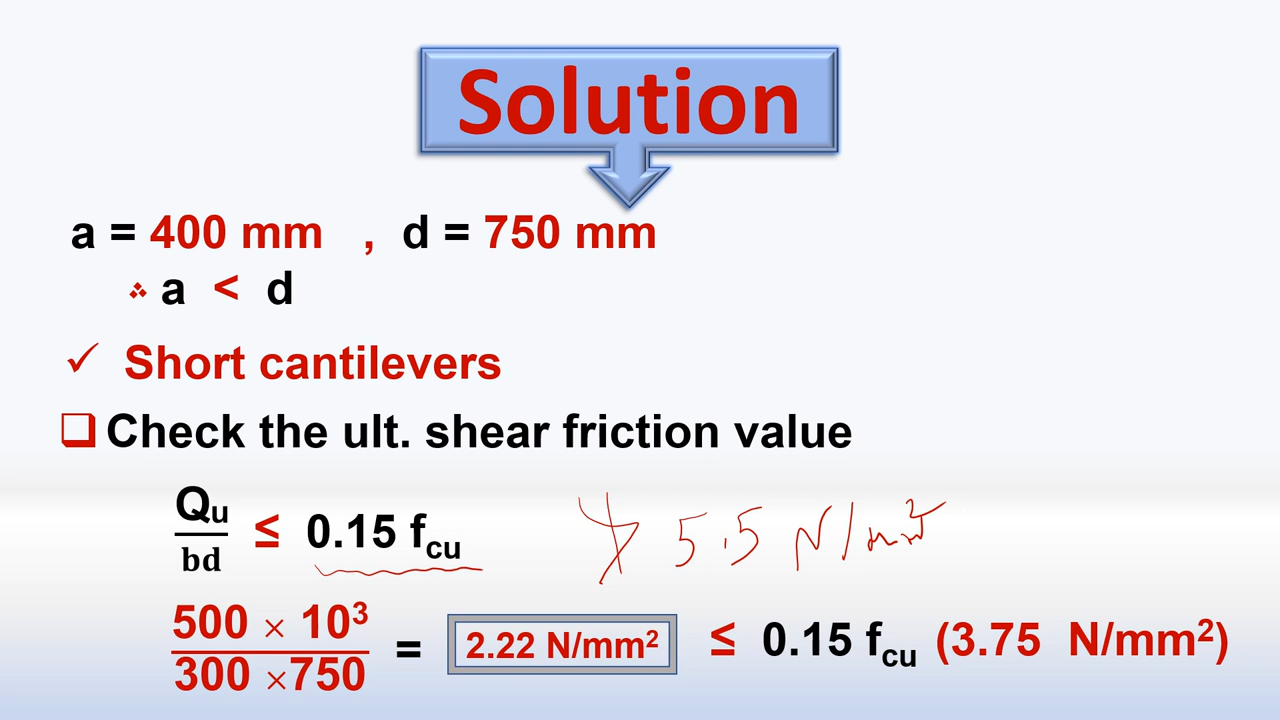 Solution
a = 400 mm , d = 750 mm
∴ a < d
✓ Short cantilevers
❑ Check the ult. shear friction value
Qu/bd ≤ 0.15 fcu ≯ 5.5 N/mm²
500 × 10³/300 ×750 = 2.22 N/mm² ≤ 0.15 fcu (3.75 N/mm²)